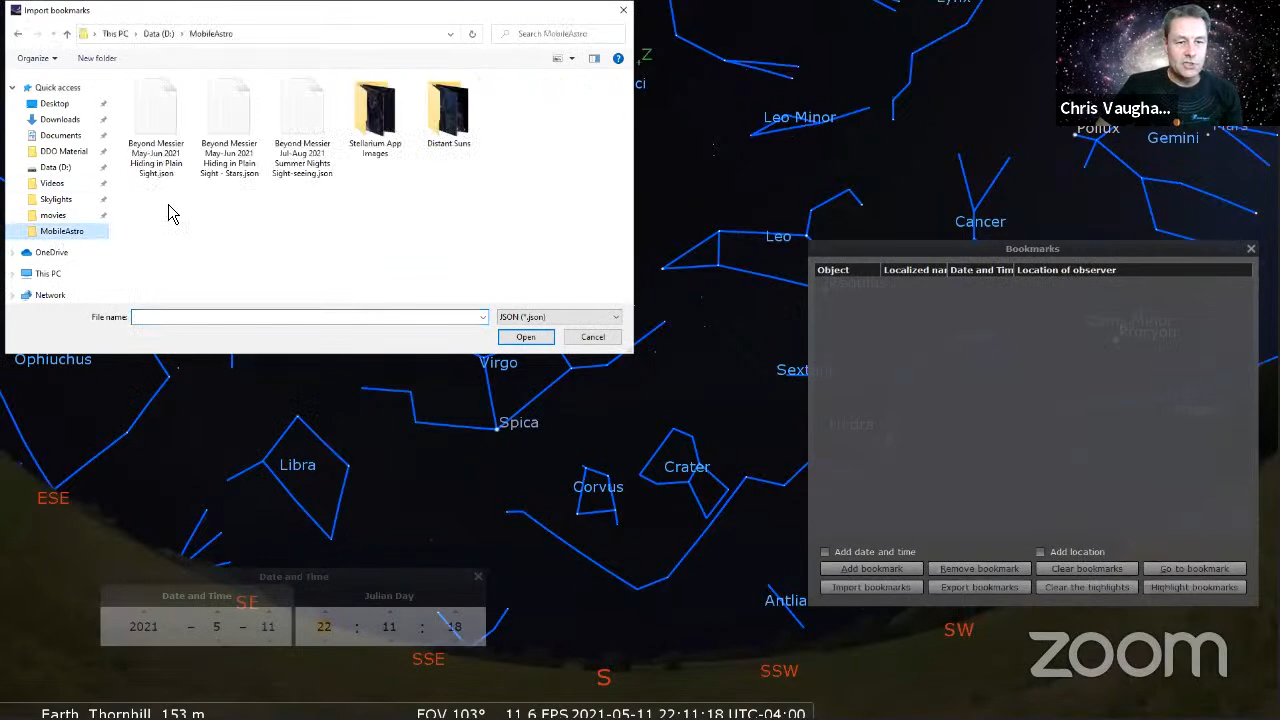 Import bookmarks
This PC
Data (D:)
MobileAstro
Search MobileAstro
Organize
New folder
Quick access
Desktop
Downloads
Documents
DDO Material
Data (D:)
Videos
Skylights
movies
MobileAstro
OneDrive
This PC
Network
Beyond Messier
May-Jun 2021
Hiding in Plain
Sight.json
Beyond Messier
May-Jun 2021
Hiding in Plain
Sight - Stars.json
Beyond Messier
Jul-Aug 2021
Summer Nights
Sight-seeing.json
Stellarium App
Images
Distant Suns
File name:
JSON (*.json)
Open
Cancel
Z
ci
Lynx
Leo Minor
Chris Vaugha...
Pollux
Gemini
Cancer
Leo
Bookmarks
Object
Localized nar
Date and Tim
Location of observer
Minor
Procyon
Ophiuchus
Virgo
Sext
Hydra
Spica
Libra
Crater
Corvus
ESE
Add date and time
Add location
Add bookmark
Remove bookmark
Clear bookmarks
Go to bookmark
Import bookmarks
Export bookmarks
Clear the highlights
Highlight bookmarks
Date and Time
Date and Time
Julian Day
2021 - 5 - 11
22 : 11 : 18
SE
Antlia
SSE
S
SSW
SW
zoom
Earth, Thornhill, 153 m
FOV 103°
11.6 FPS
2021-05-11 22:11:18 UTC-04:00